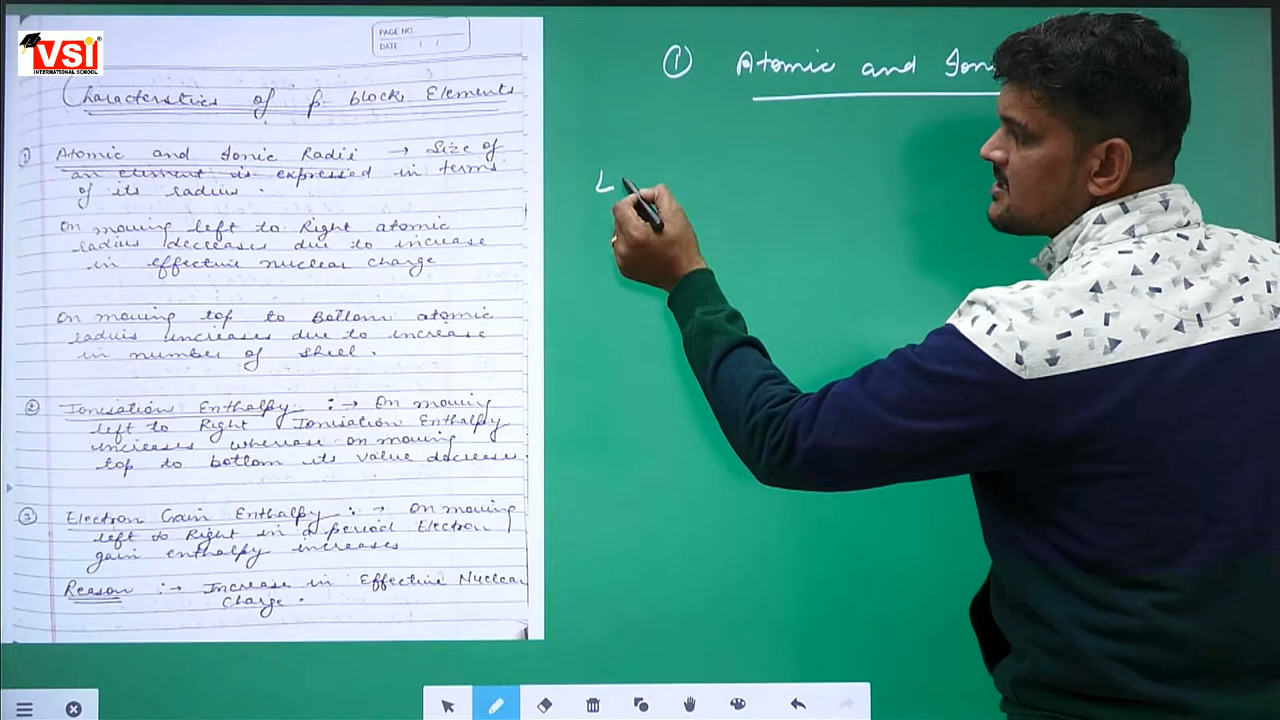 VSi
INTERNATIONAL SCHOOL
PAGE NO.
DATE: / /
Characterstics of p block Elements
① Atomic and Ionic Radii → Size of
an element is expressed in terms
of its radius.
On moving left to Right atomic
radius decreases due to increase
in effective nuclear charge
On moving top to Bottom atomic
radius increases due to increase
in number of shell.
② Ionisation Enthalpy :→ On moving
left to Right Ionisation Enthalpy
increases wherease on moving
top to bottom its value decreases
③ Electron Gain Enthalpy :→ On moving
left to Right in a period Electron
gain enthalpy increases
Reason :→ Increase in Effective Nuclear
charge.
① Atomic and Ioni
L